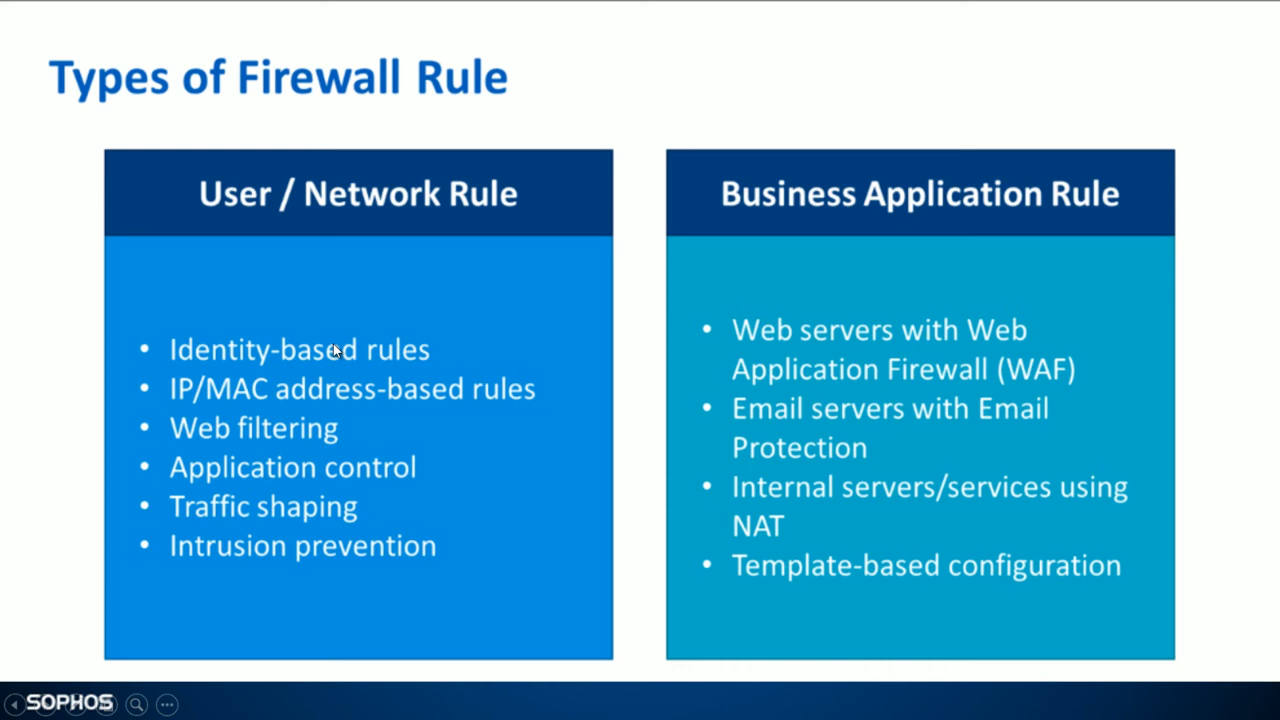 Types of Firewall Rule
User / Network Rule
• Identity-based rules
• IP/MAC address-based rules
• Web filtering
• Application control
• Traffic shaping
• Intrusion prevention
Business Application Rule
• Web servers with Web
Application Firewall (WAF)
• Email servers with Email
Protection
• Internal servers/services using
NAT
• Template-based configuration
SOPHOS